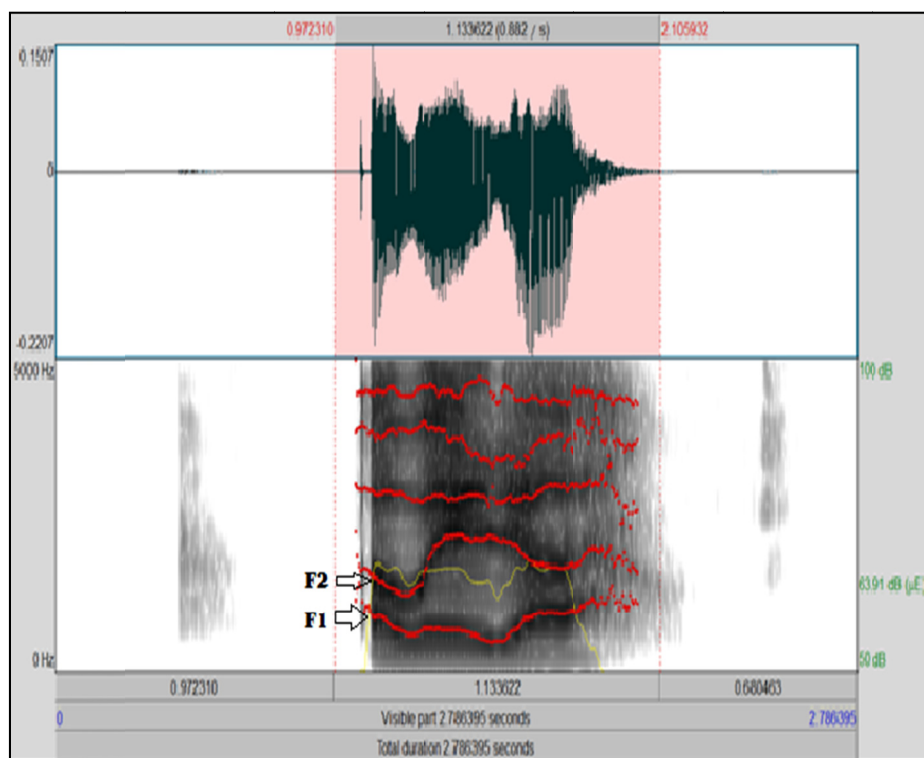 0.972310 1.133622 (0.882 / s) 2.105932
0.1507
0
-0.2207
5000 Hz 100 dB
F2 63.91 dB (µE)
F1
0 Hz 50 dB
0.972310 1.133622 0.680463
0 Visible part 2.786395 seconds 2.786395
Total duration 2.786395 seconds